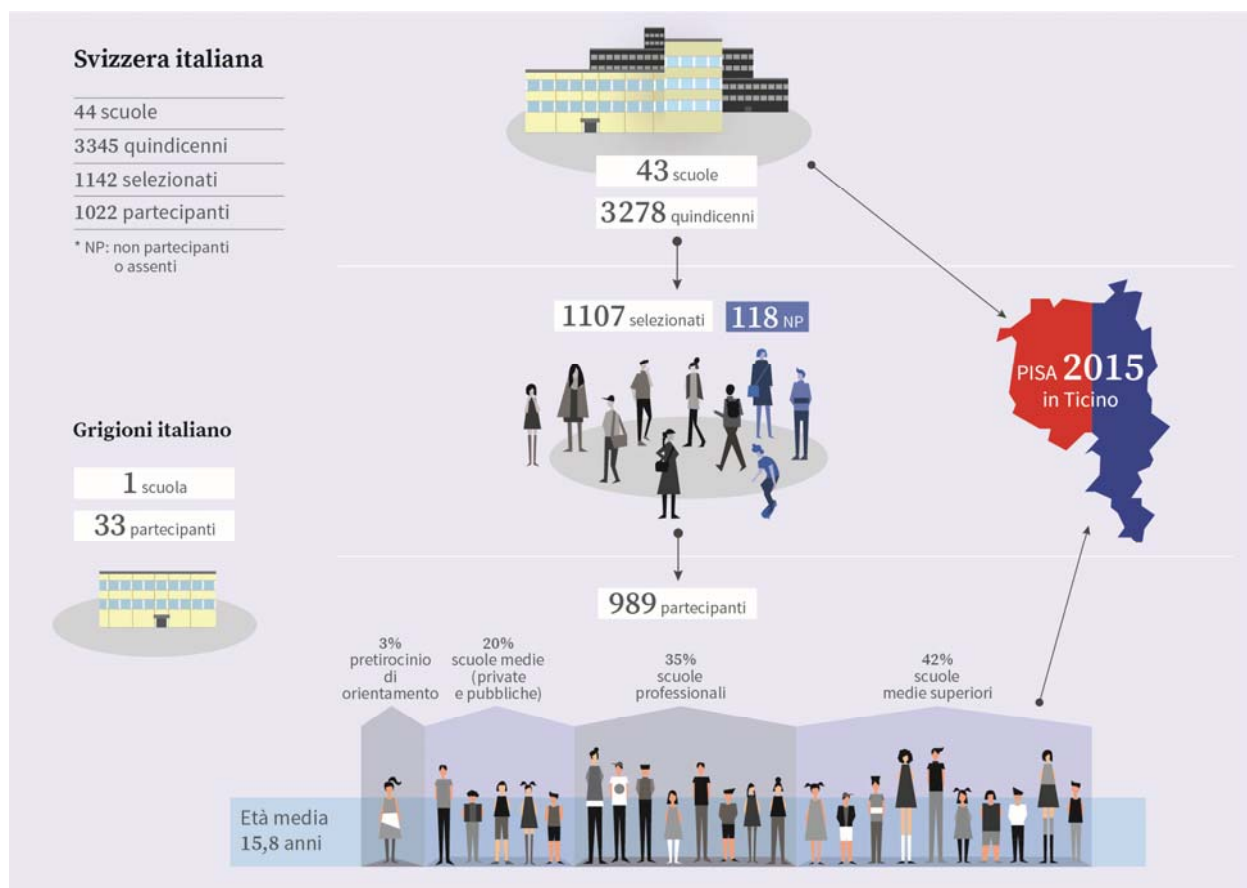 Svizzera italiana
44 scuole
3345 quindicenni
1142 selezionati
1022 partecipanti
* NP: non partecipanti
o assenti
43 scuole
3278 quindicenni
1107 selezionati
118 NP
PISA 2015
in Ticino
Grigioni italiano
1 scuola
33 partecipanti
989 partecipanti
3%
pretirocinio
di
orientamento
20%
scuole medie
(private
e pubbliche)
35%
scuole
professionali
42%
scuole
medie superiori
Età media
15,8 anni